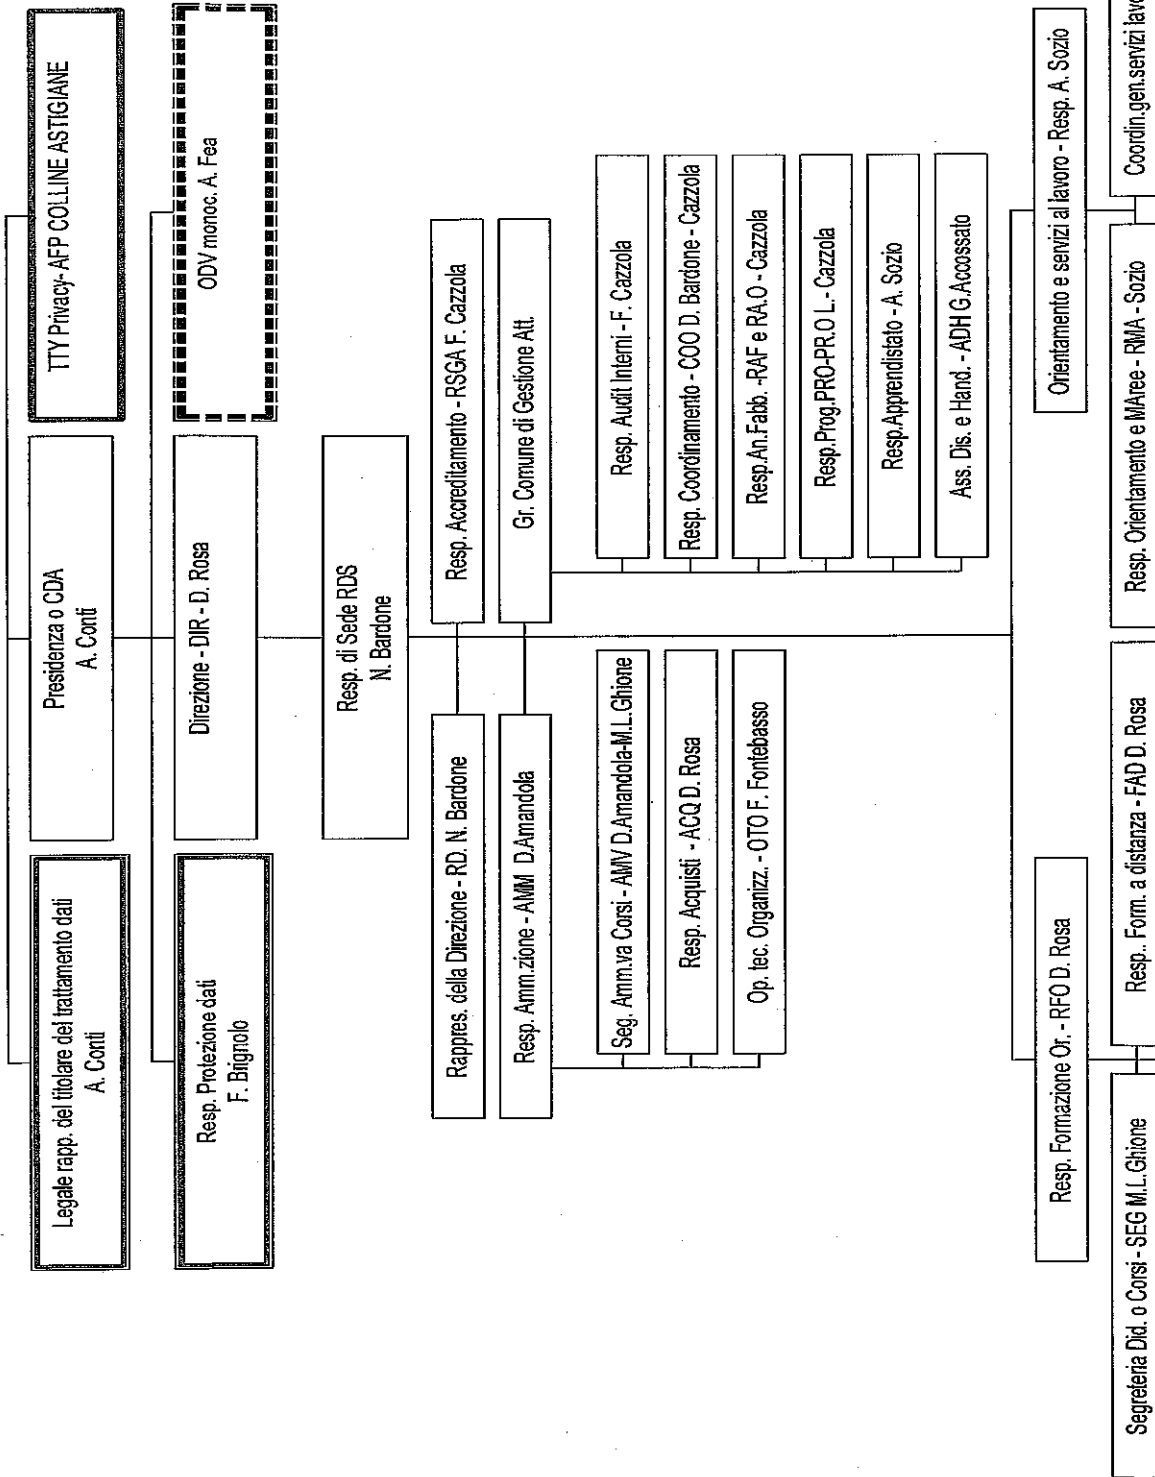 Legale rapp. del titolare del trattamento dati
A. Conti
Presidenza o CDA
A. Conti
TTY Privacy- AFP COLLINE ASTIGIANE
Resp. Protezione dati
F. Brignolo
Direzione - DIR - D. Rosa
ODV monoc. A. Fea
Resp. di Sede RDS
N. Bardone
Rappres. della Direzione - RD. N. Bardone
Resp. Accreditamento - RSGA F. Cazzola
Resp. Amm.zione - AMM D.Amandola
Gr. Comune di Gestione Att.
Seg. Amm.va Corsi - AMV D.Amandola-M.L.Ghione
Resp. Acquisti - ACQ D. Rosa
Op. tec. Organizz. - OTO F. Fontebasso
Resp. Audit Interni - F. Cazzola
Resp. Coordinamento - COO D. Bardone - Cazzola
Resp.An.Fabb. -RAF e RA.O - Cazzola
Resp.Prog.PRO-PR.O L.- Cazzola
Resp.Apprendistato - A. Sozio
Ass. Dis. e Hand. - ADH G.Accossato
Resp. Formazione Or. - RFO D. Rosa
Orientamento e servizi al lavoro - Resp. A. Sozio
Segreteria Did. o Corsi - SEG M.L.Ghione
Resp.. Form. a distanza - FAD D. Rosa
Resp. Orientamento e MAree - RMA - Sozio
Coordin.gen.servizi lavo